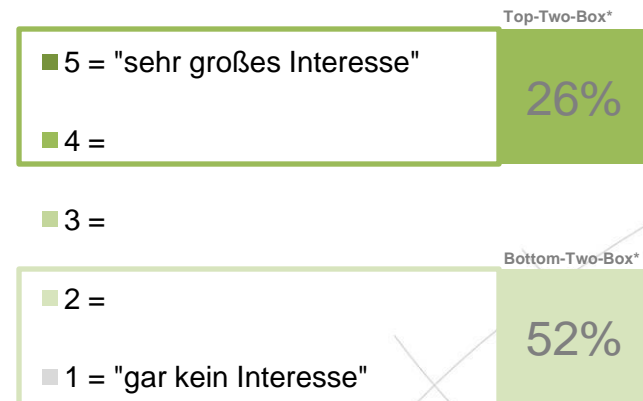 Top-Two-Box*
5 = "sehr großes Interesse"
26%
4 =
3 =
Bottom-Two-Box*
2 =
52%
1 = "gar kein Interesse"